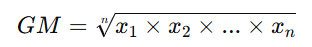 GM = ⁿ√x₁ × x₂ × ... × xₙ